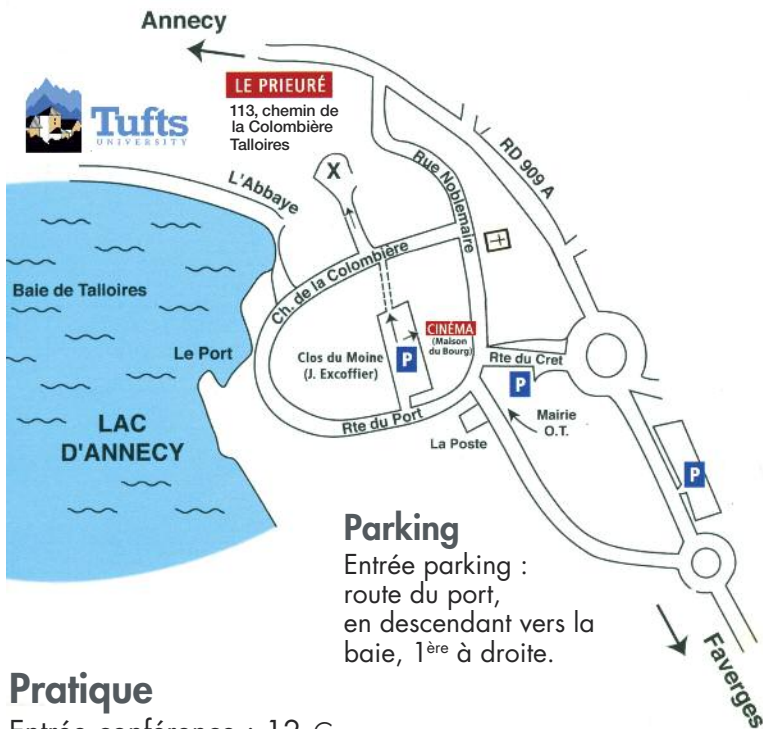 Annecy
LE PRIEURÉ
113, chemin de
la Colombière
Talloires
Tufts
UNIVERSITY
X
RD 909 A
Rue Noblemaire
L'Abbaye
Ch. de la Colombière
Baie de Talloires
CINÉMA
(Maison
du Bourg)
Le Port
Clos du Moine
(J. Excoffier)
P
Rte du Cret
P
Rte du Port
Mairie
O.T.
La Poste
LAC
D'ANNECY
P
Parking
Entrée parking :
route du port,
en descendant vers la
baie, 1ère à droite.
Faverges
Pratique
Entrée conférence : 12